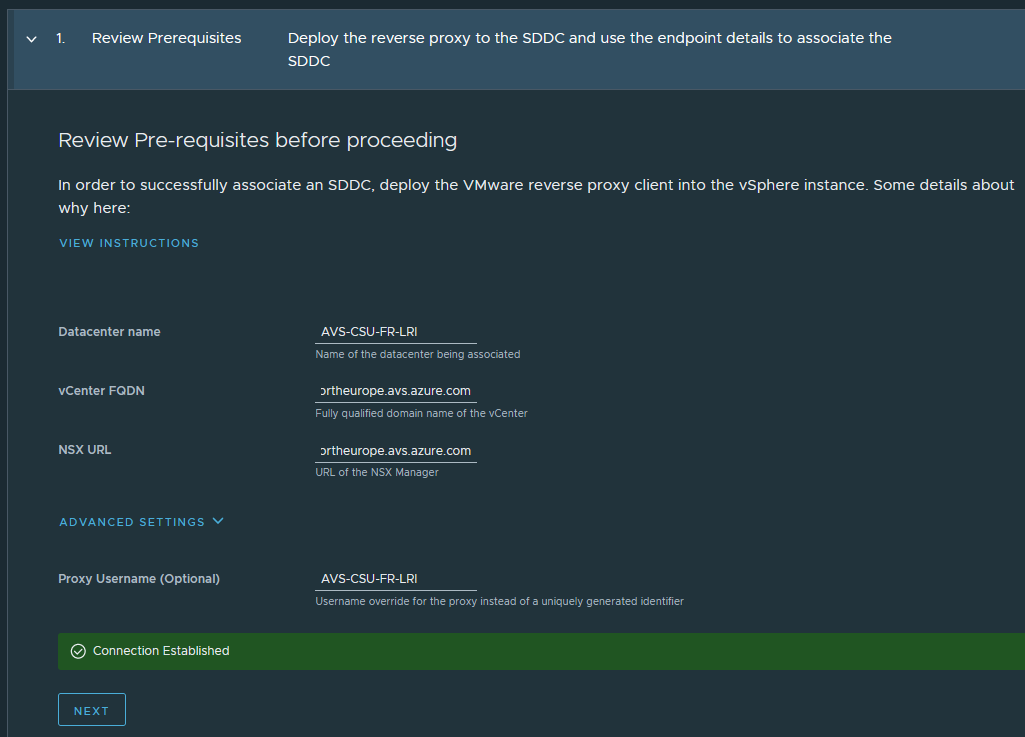 1. Review Prerequisites Deploy the reverse proxy to the SDDC and use the endpoint details to associate the
SDDC
Review Pre-requisites before proceeding
In order to successfully associate an SDDC, deploy the VMware reverse proxy client into the vSphere instance. Some details about
why here:
VIEW INSTRUCTIONS
Datacenter name AVS-CSU-FR-LRI
Name of the datacenter being associated
vCenter FQDN ortheurope.avs.azure.com
Fully qualified domain name of the vCenter
NSX URL ortheurope.avs.azure.com
URL of the NSX Manager
ADVANCED SETTINGS
Proxy Username (Optional) AVS-CSU-FR-LRI
Username override for the proxy instead of a uniquely generated identifier
Connection Established
NEXT